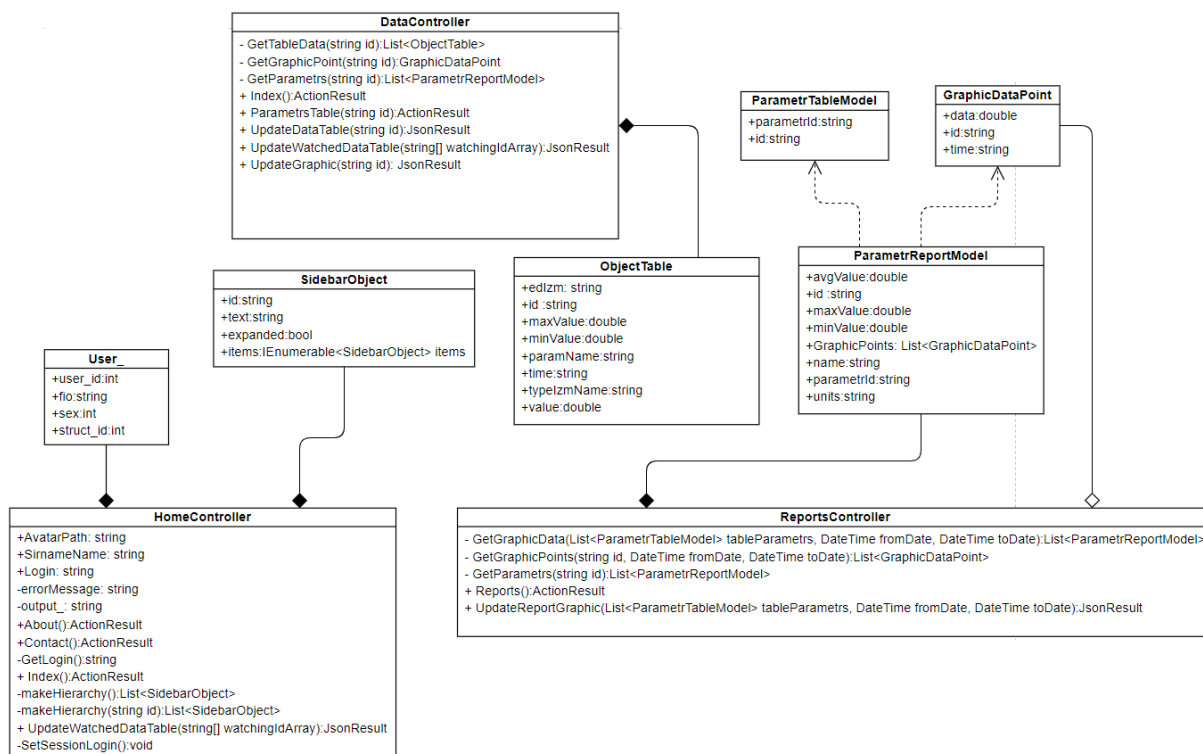 DataController
- GetTableData(string id):List<ObjectTable>
- GetGraphicPoint(string id):GraphicDataPoint
- GetParametrs(string id):List<ParametrReportModel>
+ Index():ActionResult
+ ParametrsTable(string id):ActionResult
+ UpdateDataTable(string id):JsonResult
+ UpdateWatchedDataTable(string[] watchingIdArray):JsonResult
+ UpdateGraphic(string id): JsonResult
ParametrTableModel
+parametrId:string
+id:string
GraphicDataPoint
+data:double
+id:string
+time:string
SidebarObject
+id:string
+text:string
+expanded:bool
+items:IEnumerable<SidebarObject> items
ObjectTable
+edIzm: string
+id :string
+maxValue:double
+minValue:double
+paramName:string
+time:string
+typeIzmName:string
+value:double
ParametrReportModel
+avgValue:double
+id :string
+maxValue:double
+minValue:double
+GraphicPoints: List<GraphicDataPoint>
+name:string
+parametrId:string
+units:string
User_
+user_id:int
+fio:string
+sex:int
+struct_id:int
HomeController
+AvatarPath: string
+SirnameName: string
+Login: string
-errorMessage: string
-output_: string
+About():ActionResult
+Contact():ActionResult
-GetLogin():string
+ Index():ActionResult
-makeHierarchy():List<SidebarObject>
-makeHierarchy(string id):List<SidebarObject>
+ UpdateWatchedDataTable(string[] watchingIdArray):JsonResult
-SetSessionLogin():void
ReportsController
- GetGraphicData(List<ParametrTableModel> tableParametrs, DateTime fromDate, DateTime toDate):List<ParametrReportModel>
- GetGraphicPoints(string id, DateTime fromDate, DateTime toDate):List<GraphicDataPoint>
- GetParametrs(string id):List<ParametrReportModel>
+ Reports():ActionResult
+ UpdateReportGraphic(List<ParametrTableModel> tableParametrs, DateTime fromDate, DateTime toDate):JsonResult